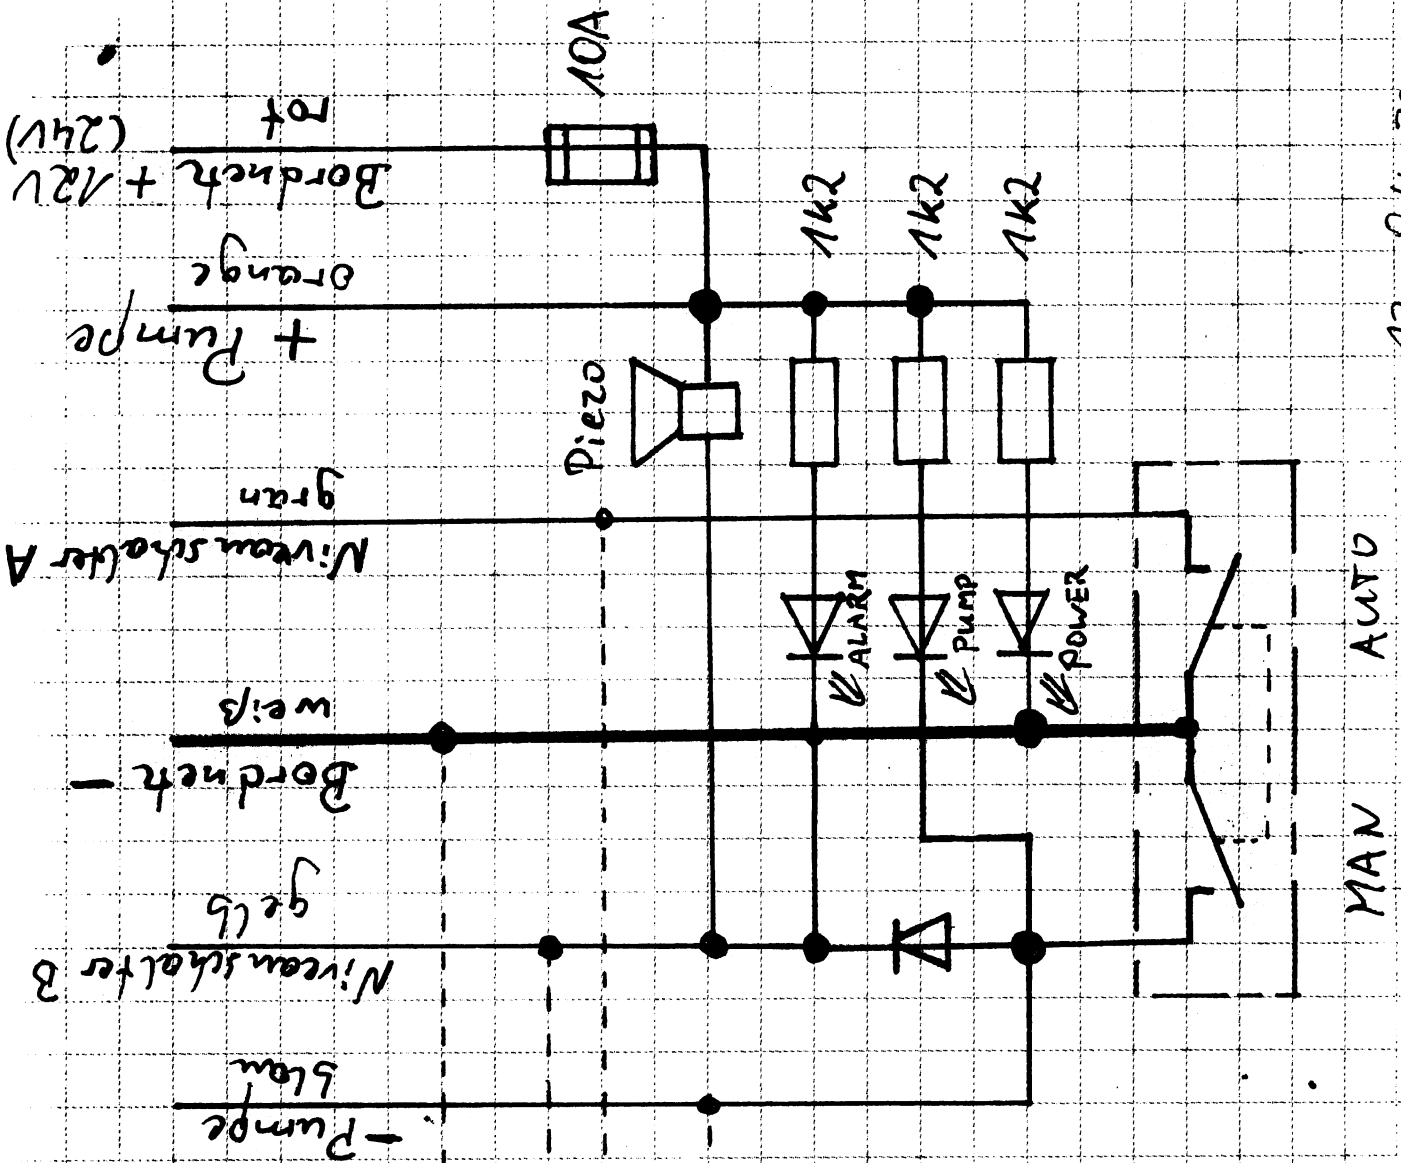 10A
rot
Bordnetz + 12V
(24V)
orange
+ Pumpe
1k2
1k2
1k2
Piezo
grün
Niveauschalter A
ALARM
PUMP
POWER
weiß
Bordnetz -
gelb
Niveauschalter B
blau
- Pumpe
AUTO
MAN